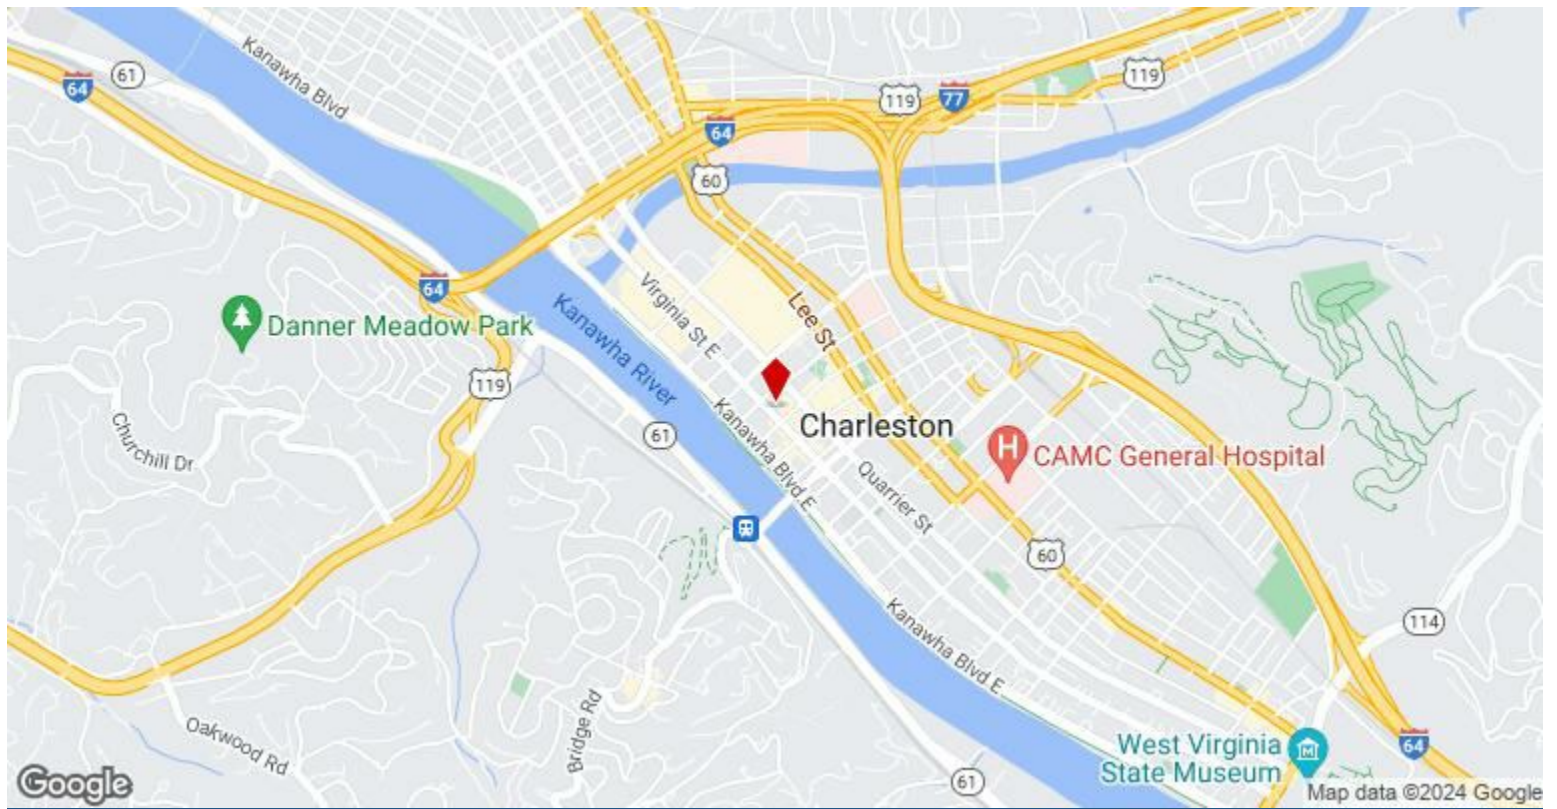 Kanawha Blvd
61
64
119
77
119
64
60
64
Virginia St E
Danner Meadow Park
Kanawha River
Lee St
119
Churchill Dr
61
Kanawha Blvd E
Charleston
CAMC General Hospital
Quarrier St
60
Kanawha Blvd E
114
Bridge Rd
Oakwood Rd
West Virginia
State Museum
64
61
Google
Map data ©2024 Google